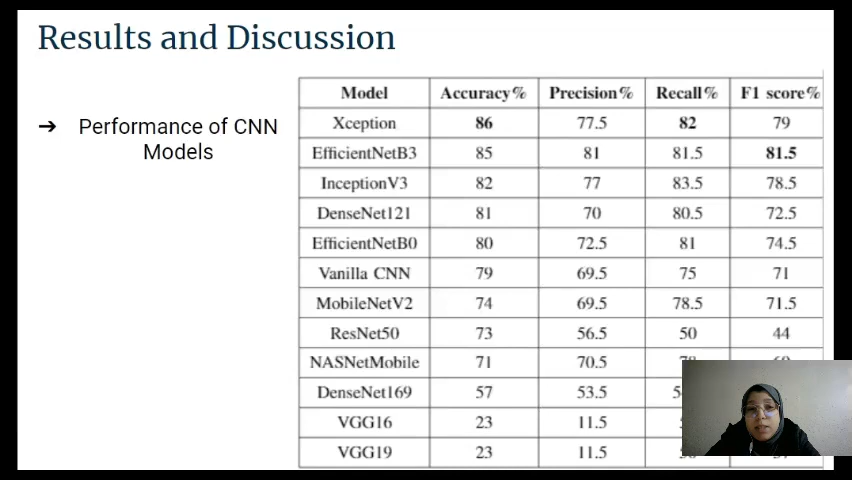 Results and Discussion
➔ Performance of CNN
Models
Model Accuracy% Precision% Recall% F1 score%
Xception 86 77.5 82 79
EfficientNetB3 85 81 81.5 81.5
InceptionV3 82 77 83.5 78.5
DenseNet121 81 70 80.5 72.5
EfficientNetB0 80 72.5 81 74.5
Vanilla CNN 79 69.5 75 71
MobileNetV2 74 69.5 78.5 71.5
ResNet50 73 56.5 50 44
NASNetMobile 71 70.5
DenseNet169 57 53.5
VGG16 23 11.5
VGG19 23 11.5